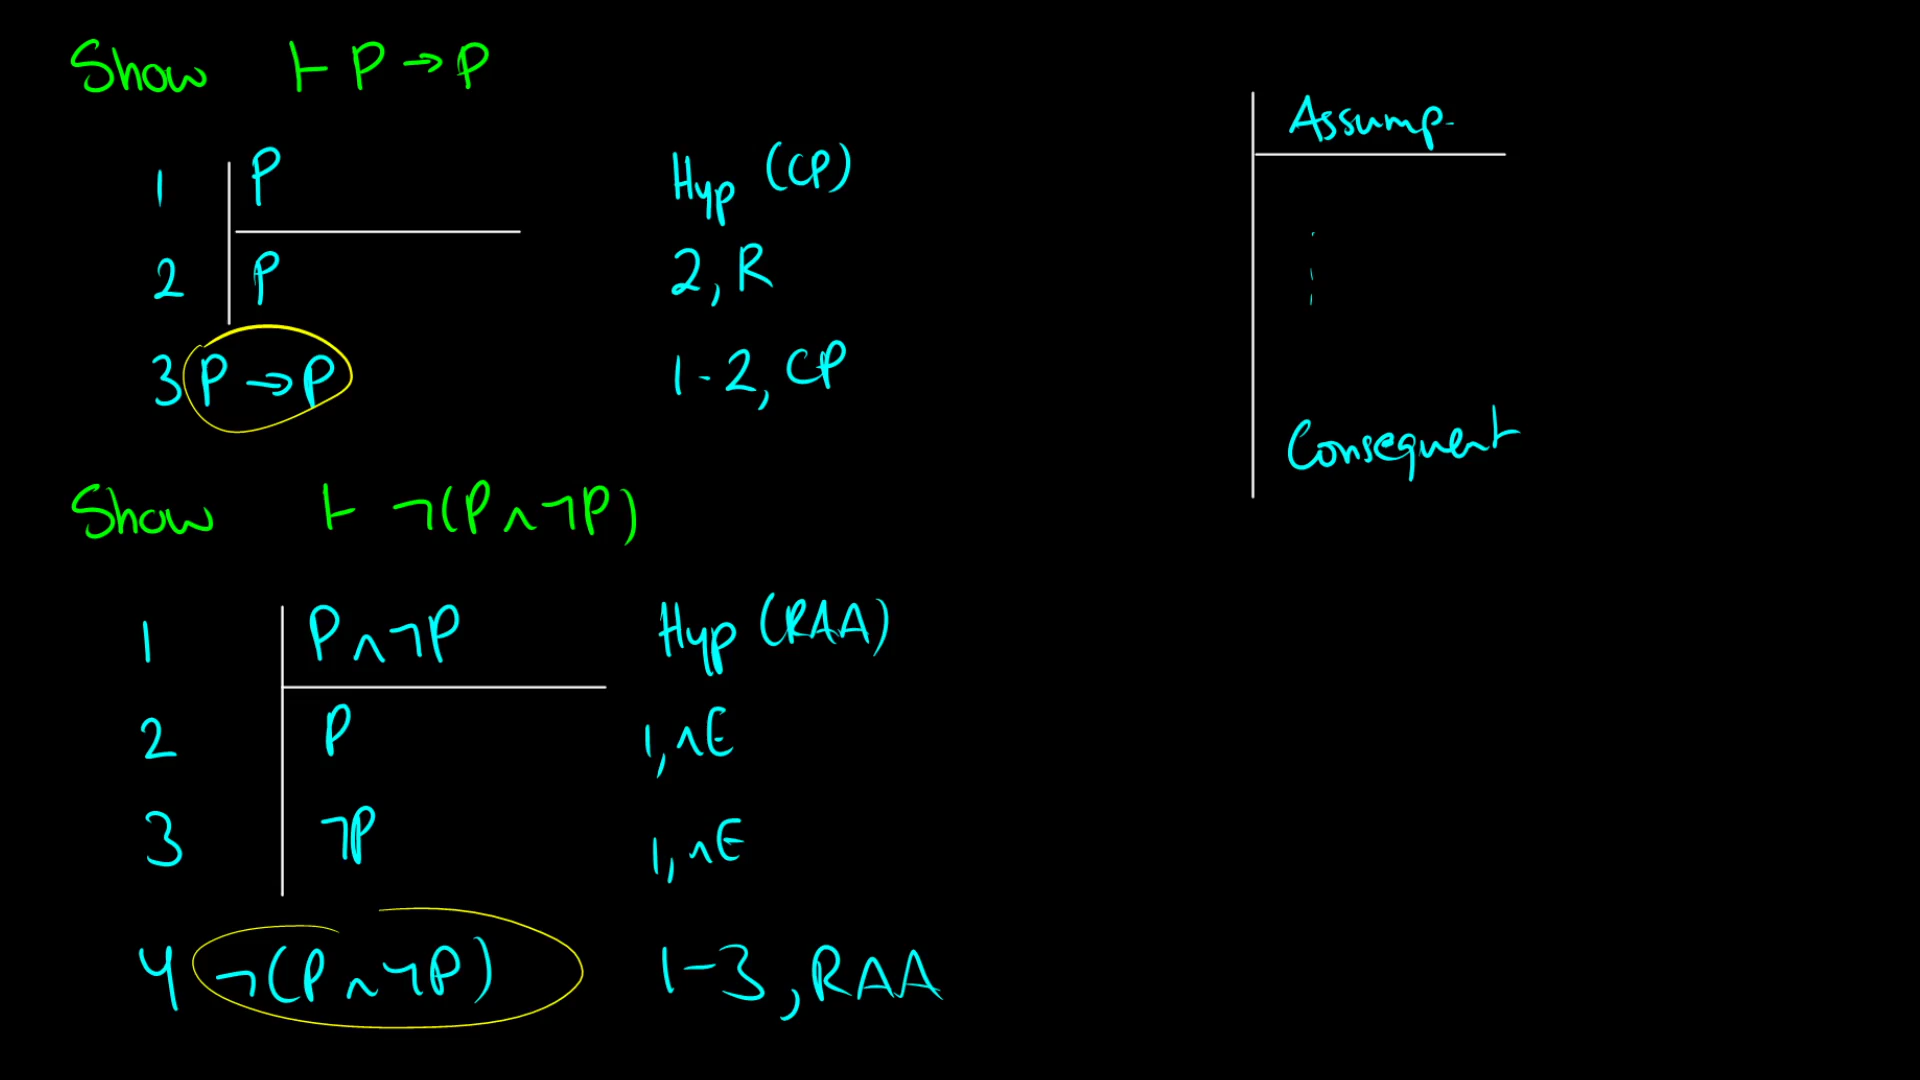 Show ⊢ P → P
1 P Hyp (CP)
2 P 2, R
3 P → P 1-2, CP
Assump.
Consequent
Show ⊢ ¬(P∧¬P)
1 P∧¬P Hyp (RAA)
2 P 1, ∧E
3 ¬P 1, ∧E
4 ¬(P∧¬P) 1-3, RAA